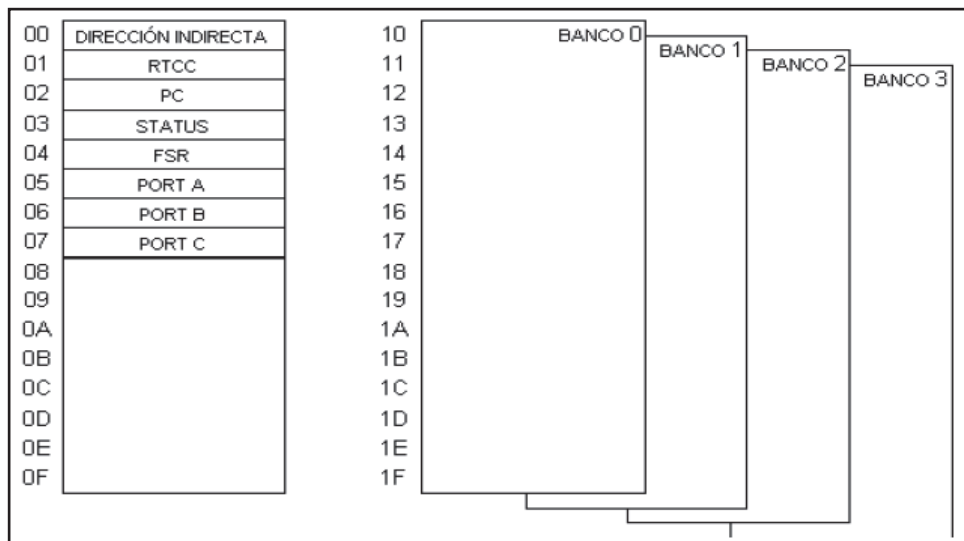 00 DIRECCIÓN INDIRECTA
01 RTCC
02 PC
03 STATUS
04 FSR
05 PORT A
06 PORT B
07 PORT C
08
09
0A
0B
0C
0D
0E
0F
10
11
12
13
14
15
16
17
18
19
1A
1B
1C
1D
1E
1F
BANCO 0
BANCO 1
BANCO 2
BANCO 3